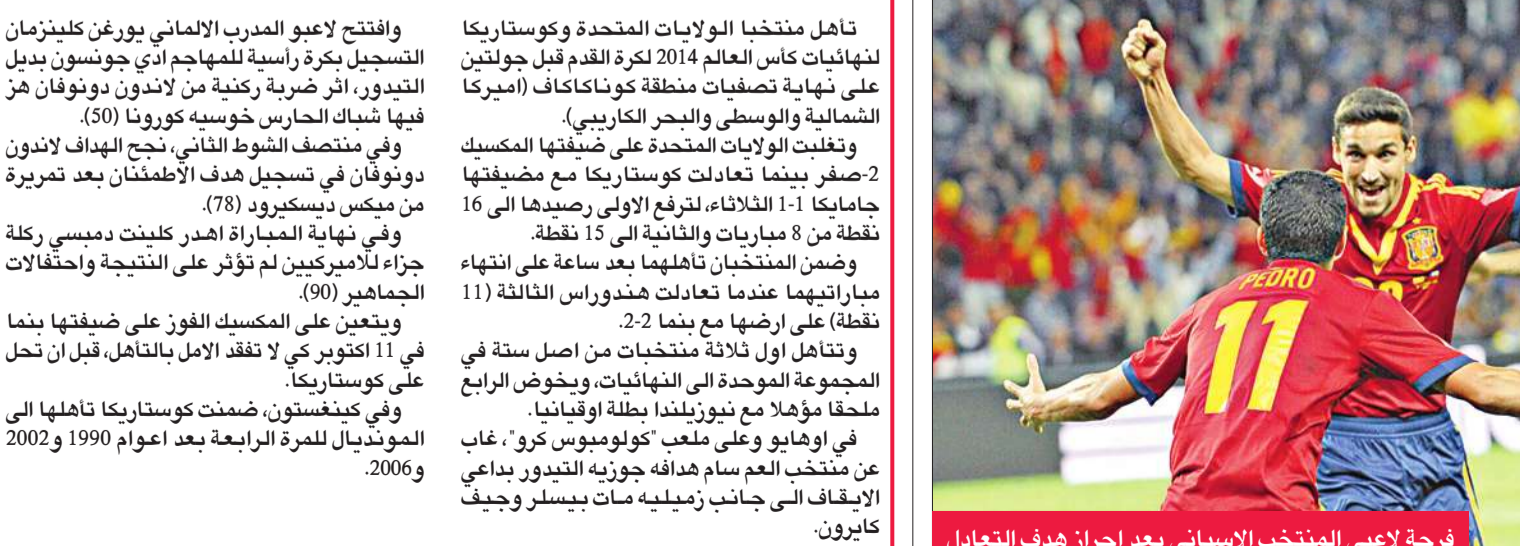 تأهل منتخبا الولايات المتحدة وكوستاريكا
لنهائيات كأس العالم 2014 لكرة القدم قبل جولتين
على نهاية تصفيات منطقة كوناكاكاف (اميركا
الشمالية والوسطى والبحر الكاريبي).
وتغلبت الولايات المتحدة على ضيفتها المكسيك
2-صفر بينما تعادلت كوستاريكا مع مضيفتها
جامايكا 1-1 الثلاثاء، لترفع الاولى رصيدها الى 16
نقطة من 8 مباريات والثانية الى 15 نقطة.
وضمن المنتخبان تأهلهما بعد ساعة على انتهاء
مباراتيهما عندما تعادلت هندوراس الثالثة (11
نقطة) على ارضها مع بنما 2-2.
وتتأهل اول ثلاثة منتخبات من اصل ستة في
المجموعة الموحدة الى النهائيات، ويخوض الرابع
ملحقا مؤهلا مع نيوزيلندا بطلة اوقيانيا.
في اوهايو وعلى ملعب "كولومبوس كرو"، غاب
عن منتخب العم سام هدافه جوزيه التيدور بداعي
الايقاف الى جانب زميليه مات بيسلر وجيف
كايرون.
وافتتح لاعبو المدرب الالماني يورغن كلينزمان
التسجيل بكرة رأسية للمهاجم ادي جونسون بديل
التيدور، اثر ضربة ركنية من لاندون دونوفان هز
فيها شباك الحارس خوسيه كورونا (50).
وفي منتصف الشوط الثاني، نجح الهداف لاندون
دونوفان في تسجيل هدف الاطمئنان بعد تمريرة
من ميكس ديسكيرود (78).
وفي نهاية المباراة اهدر كلينت دمبسي ركلة
جزاء للاميركيين لم تؤثر على النتيجة واحتفالات
الجماهير (90).
ويتعين على المكسيك الفوز على ضيفتها بنما
في 11 اكتوبر كي لا تفقد الامل بالتأهل، قبل ان تحل
على كوستاريكا.
وفي كينغستون، ضمنت كوستاريكا تأهلها الى
المونديال للمرة الرابعة بعد اعوام 1990 و2002
و2006.
PEDRO
11
فرحة لاعبي المنتخب الاسباني بعد احراز هدف التعادل